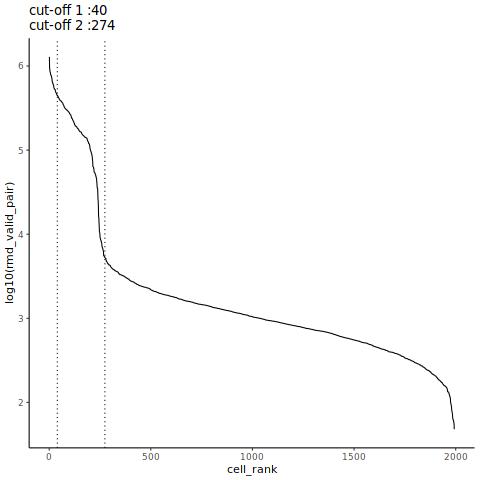 cut-off 1 :40
cut-off 2 :274
log10(rmd_valid_pair)
6
5
4
3
2
0 500 1000 1500 2000
cell_rank